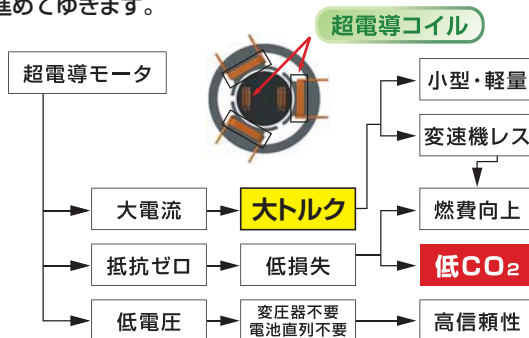 進めてゆきます。
超電導コイル
超電導モータ
小型・軽量
変速機レス
大電流
大トルク
燃費向上
抵抗ゼロ
低損失
低CO₂
低電圧
変圧器不要
電池直列不要
高信頼性